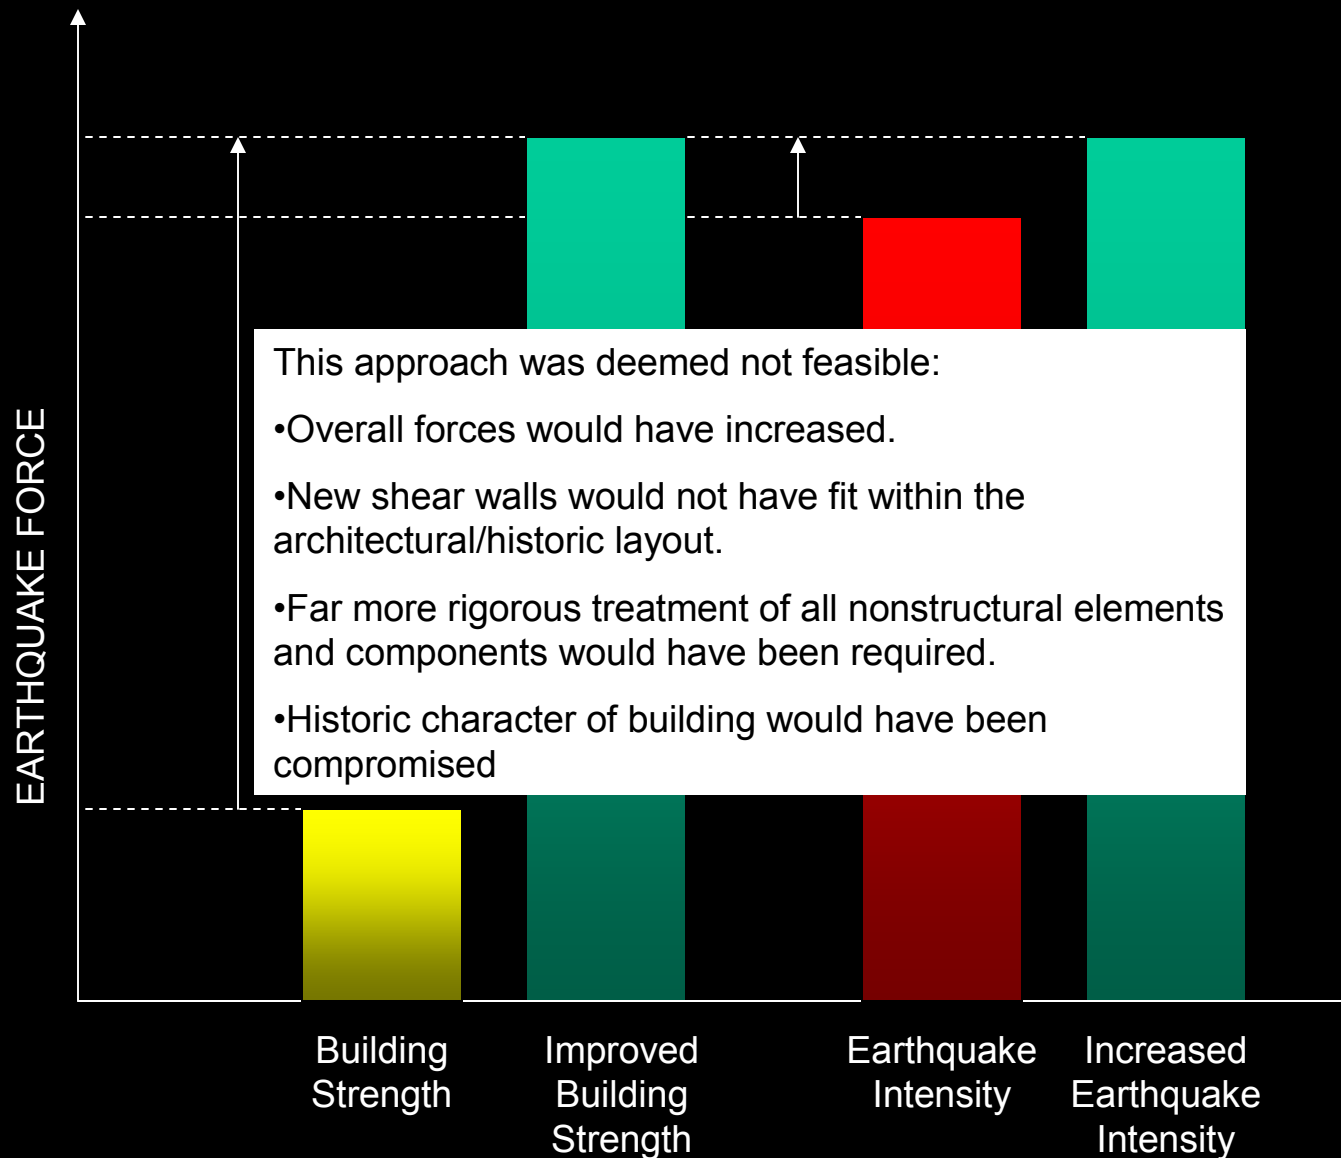 EARTHQUAKE FORCE
This approach was deemed not feasible:
•Overall forces would have increased.
•New shear walls would not have fit within the
architectural/historic layout.
•Far more rigorous treatment of all nonstructural elements
and components would have been required.
•Historic character of building would have been
compromised
Building
Strength
Improved
Building
Strength
Earthquake
Intensity
Increased
Earthquake
Intensity